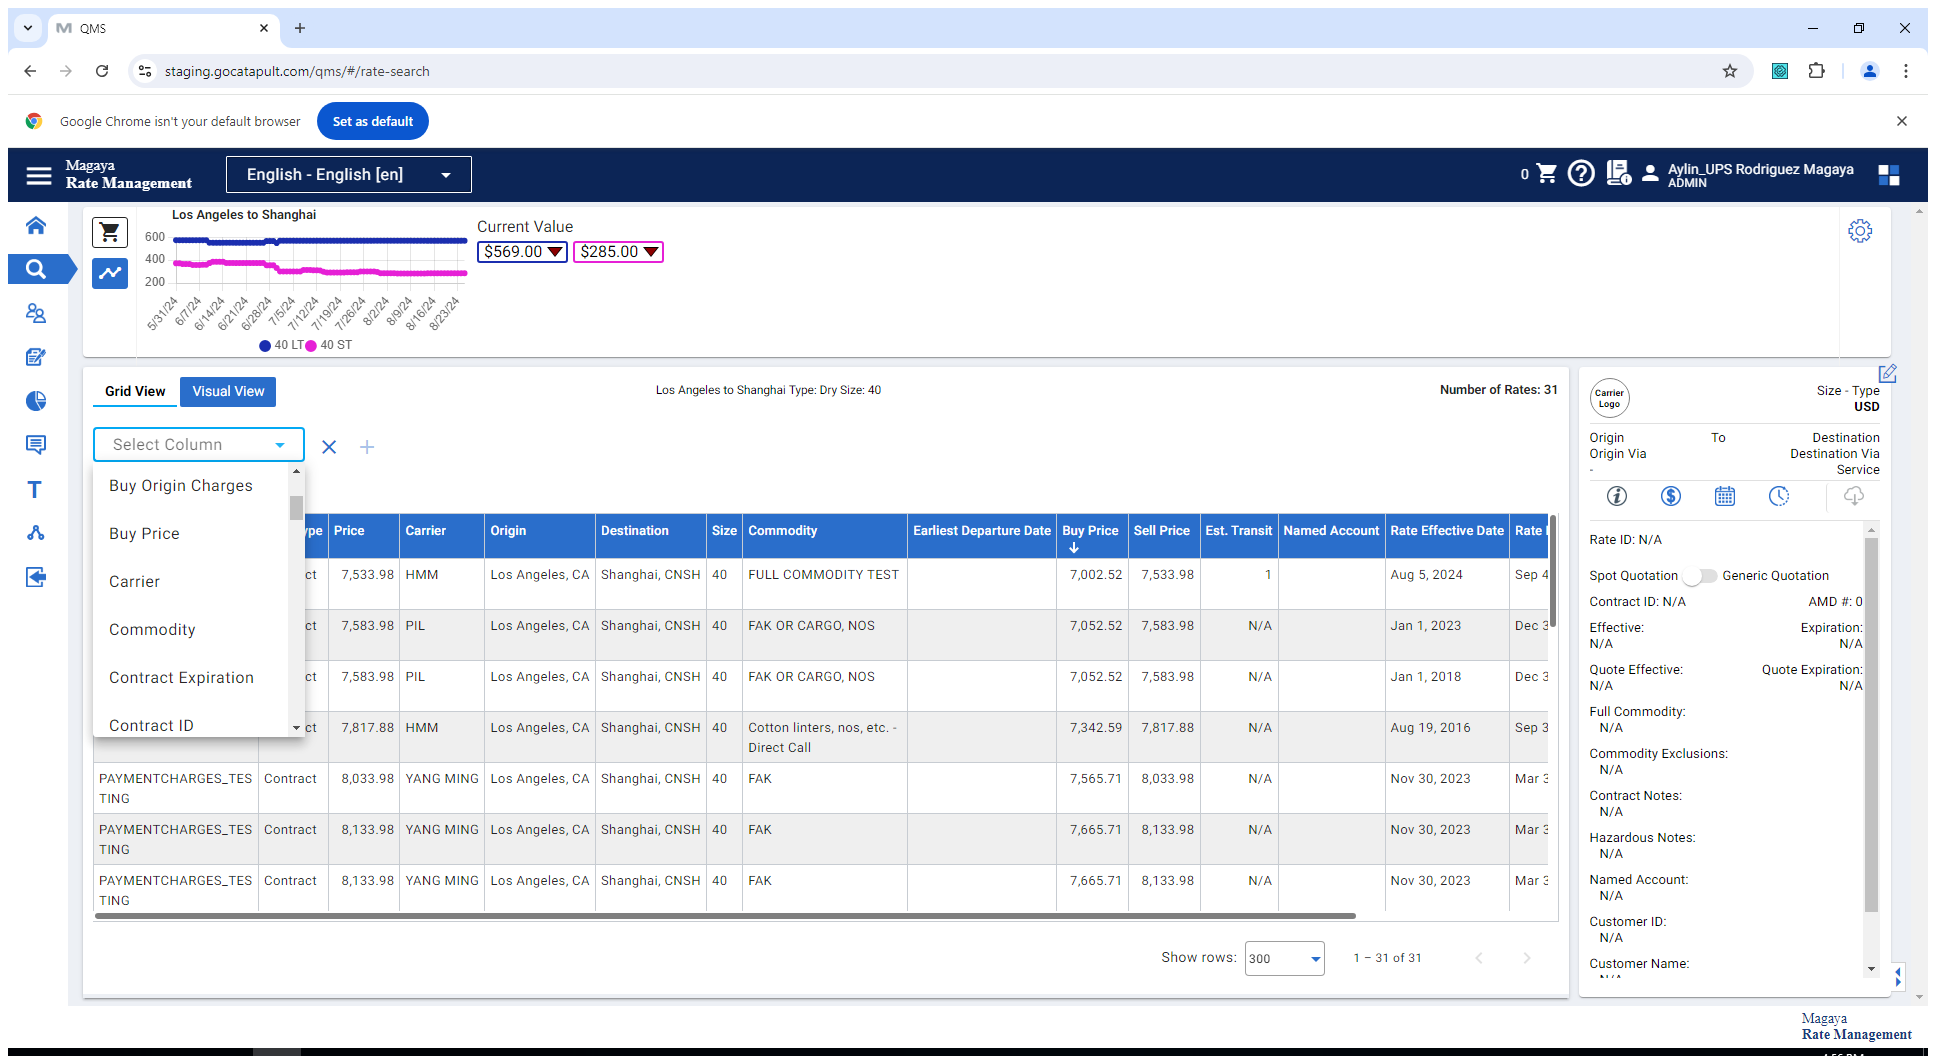 QMS
staging.gocatapult.com/qms/#/rate-search
Google Chrome isn't your default browser
Set as default
Magaya
Rate Management
English - English [en]
0
Aylin_UPS Rodriguez Magaya
ADMIN
Los Angeles to Shanghai
600
400
200
5/31/24 6/7/24 6/14/24 6/21/24 6/28/24 7/5/24 7/12/24 7/19/24 7/26/24 8/2/24 8/9/24 8/16/24 8/23/24
40 LT 40 ST
Current Value
$569.00 $285.00
Grid View Visual View
Los Angeles to Shanghai Type: Dry Size: 40
Number of Rates: 31
Select Column
Buy Origin Charges
Buy Price
Carrier
Commodity
Contract Expiration
Contract ID
ype Price Carrier Origin Destination Size Commodity Earliest Departure Date Buy Price Sell Price Est. Transit Named Account Rate Effective Date Rate
ct 7,533.98 HMM Los Angeles, CA Shanghai, CNSH 40 FULL COMMODITY TEST 7,002.52 7,533.98 1 Aug 5, 2024 Sep 4
ct 7,583.98 PIL Los Angeles, CA Shanghai, CNSH 40 FAK OR CARGO, NOS 7,052.52 7,583.98 N/A Jan 1, 2023 Dec 3
ct 7,583.98 PIL Los Angeles, CA Shanghai, CNSH 40 FAK OR CARGO, NOS 7,052.52 7,583.98 N/A Jan 1, 2018 Dec 3
ct 7,817.88 HMM Los Angeles, CA Shanghai, CNSH 40 Cotton linters, nos, etc. - 7,342.59 7,817.88 N/A Aug 19, 2016 Sep 3
Direct Call
PAYMENTCHARGES_TES Contract 8,033.98 YANG MING Los Angeles, CA Shanghai, CNSH 40 FAK 7,565.71 8,033.98 N/A Nov 30, 2023 Mar 3
TING
PAYMENTCHARGES_TES Contract 8,133.98 YANG MING Los Angeles, CA Shanghai, CNSH 40 FAK 7,665.71 8,133.98 N/A Nov 30, 2023 Mar 3
TING
PAYMENTCHARGES_TES Contract 8,133.98 YANG MING Los Angeles, CA Shanghai, CNSH 40 FAK 7,665.71 8,133.98 N/A Nov 30, 2023 Mar 3
TING
Show rows: 300 1 – 31 of 31
Carrier
Logo
Size - Type
USD
Origin To Destination
Origin Via Destination Via
- Service
Rate ID: N/A
Spot Quotation Generic Quotation
Contract ID: N/A AMD #: 0
Effective: Expiration:
N/A N/A
Quote Effective: Quote Expiration:
N/A N/A
Full Commodity:
N/A
Commodity Exclusions:
N/A
Contract Notes:
N/A
Hazardous Notes:
N/A
Named Account:
N/A
Customer ID:
N/A
Customer Name:
Magaya
Rate Management